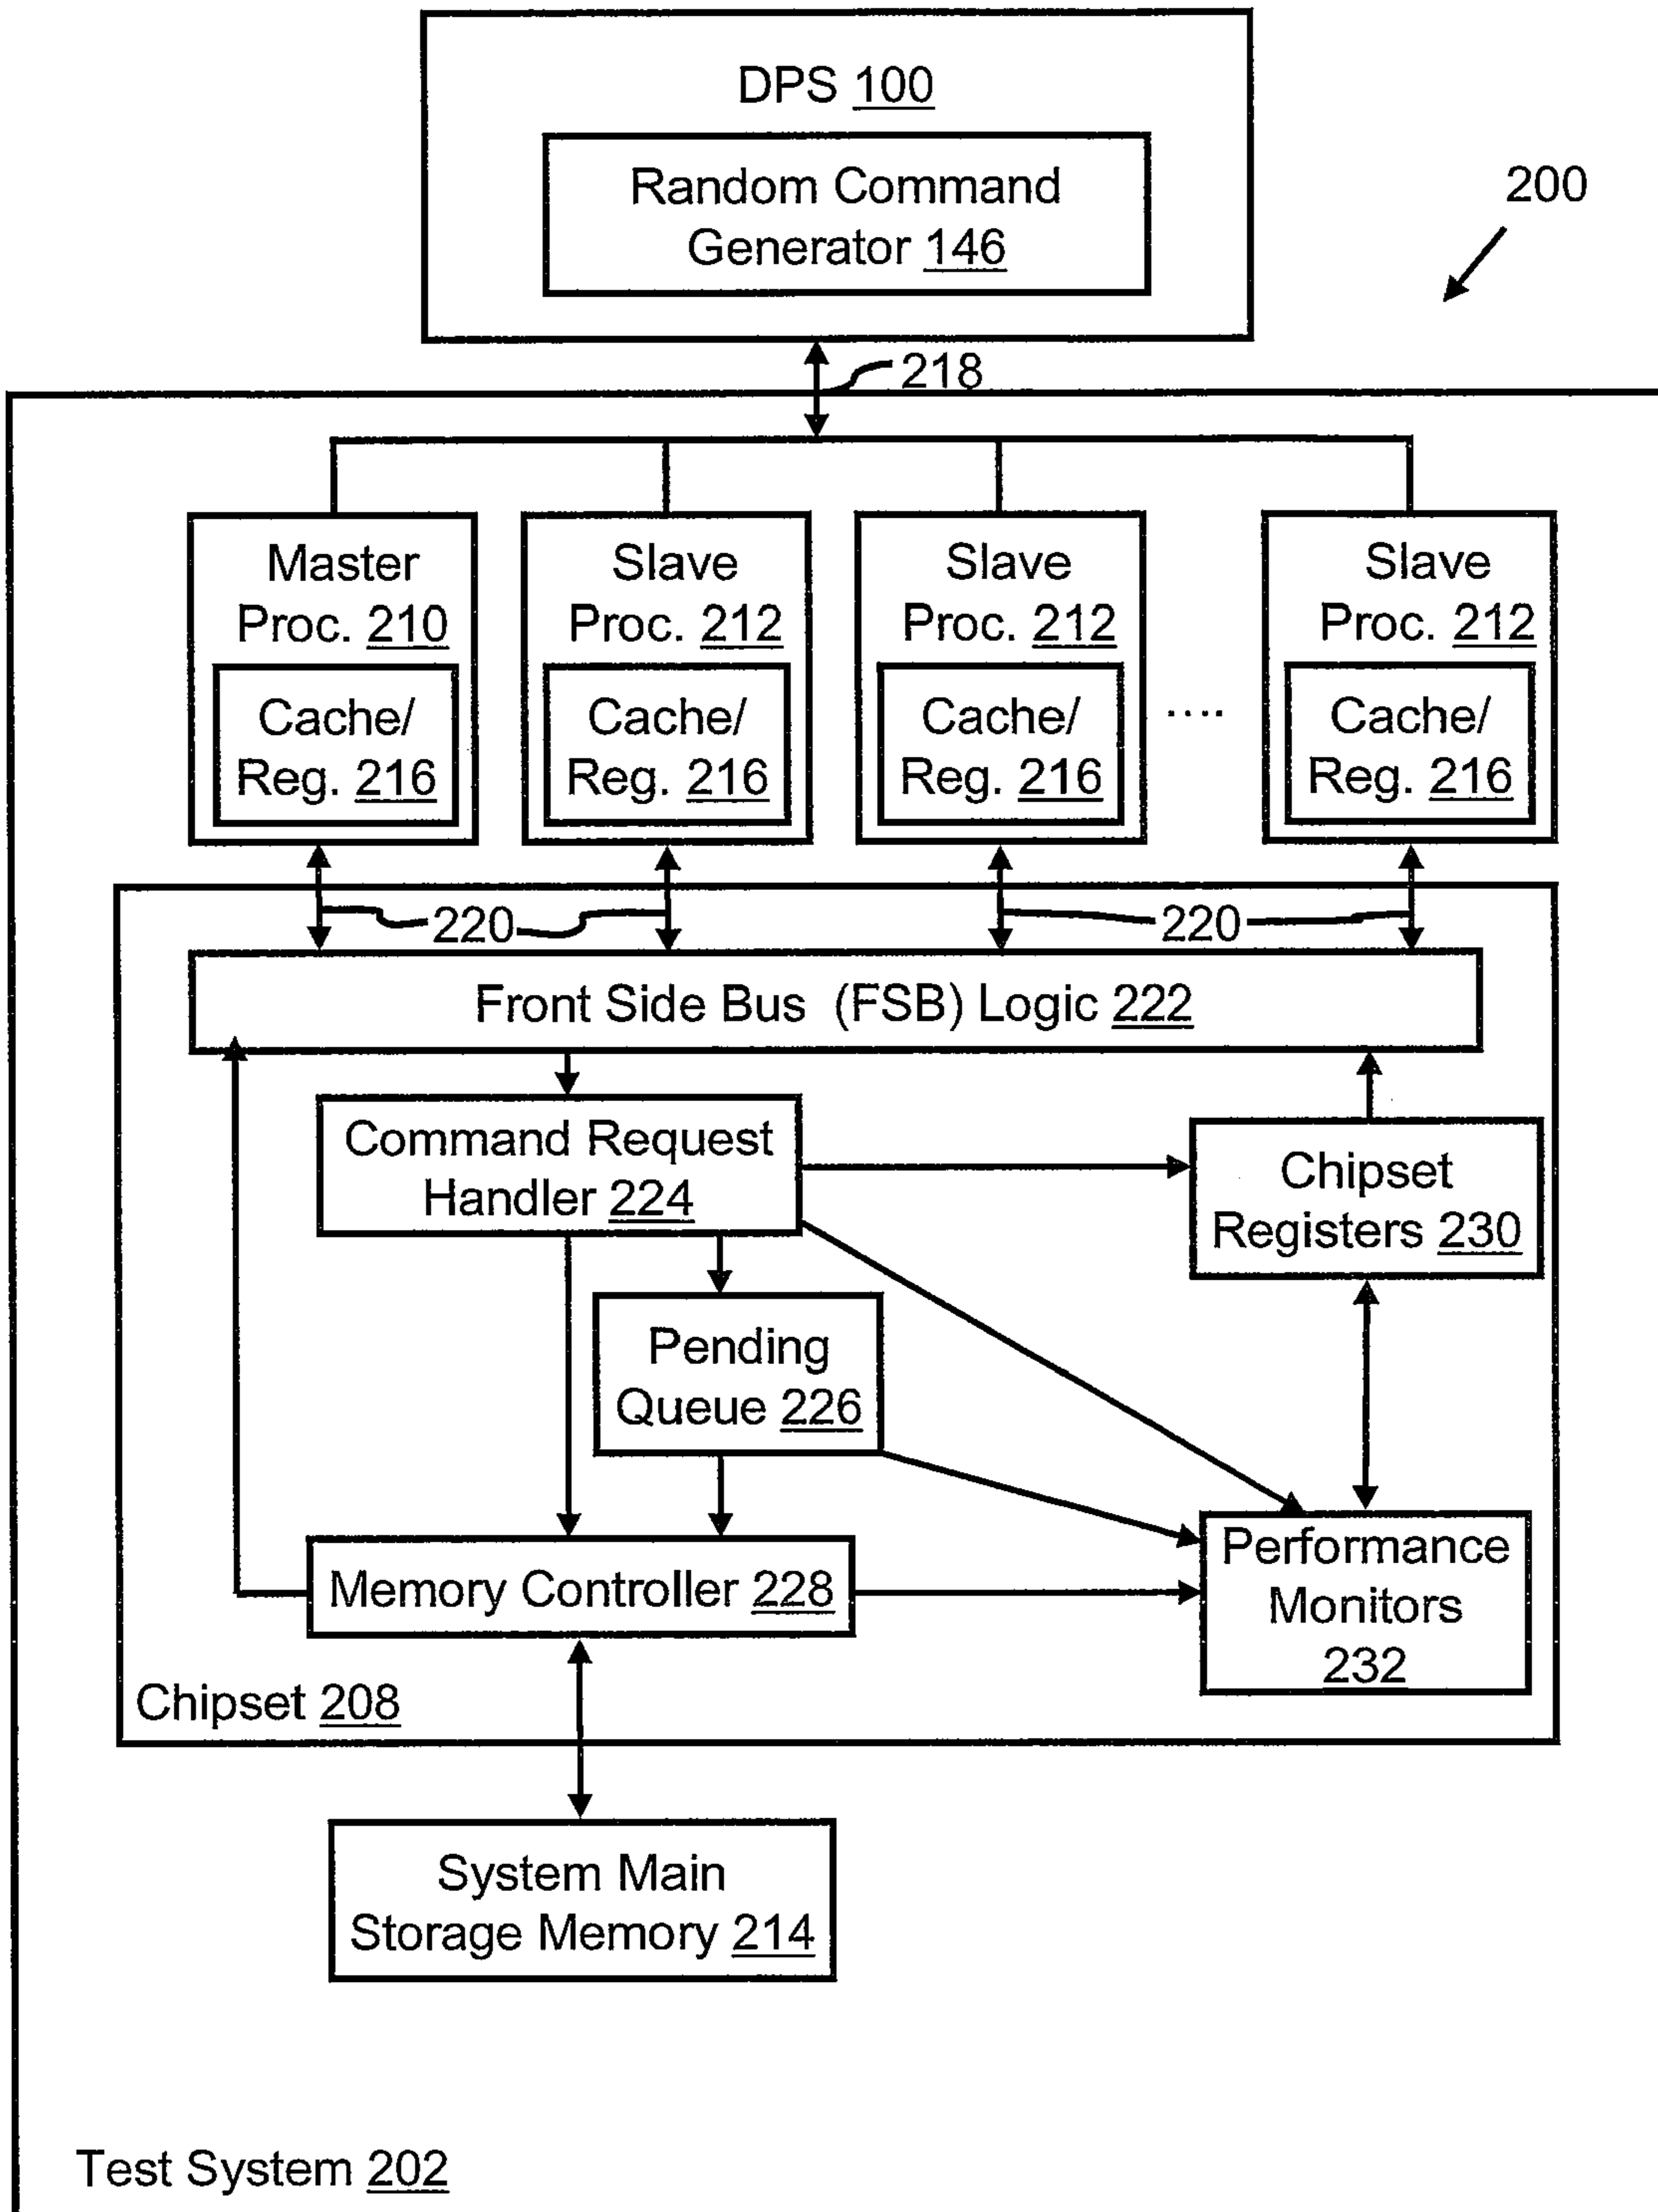 DPS 100
Random Command
Generator 146
200
218
Master
Proc. 210
Cache/
Reg. 216
Slave
Proc. 212
Cache/
Reg. 216
Slave
Proc. 212
Cache/
Reg. 216
....
Slave
Proc. 212
Cache/
Reg. 216
220
220
Front Side Bus (FSB) Logic 222
Command Request
Handler 224
Chipset
Registers 230
Pending
Queue 226
Memory Controller 228
Performance
Monitors
232
Chipset 208
System Main
Storage Memory 214
Test System 202